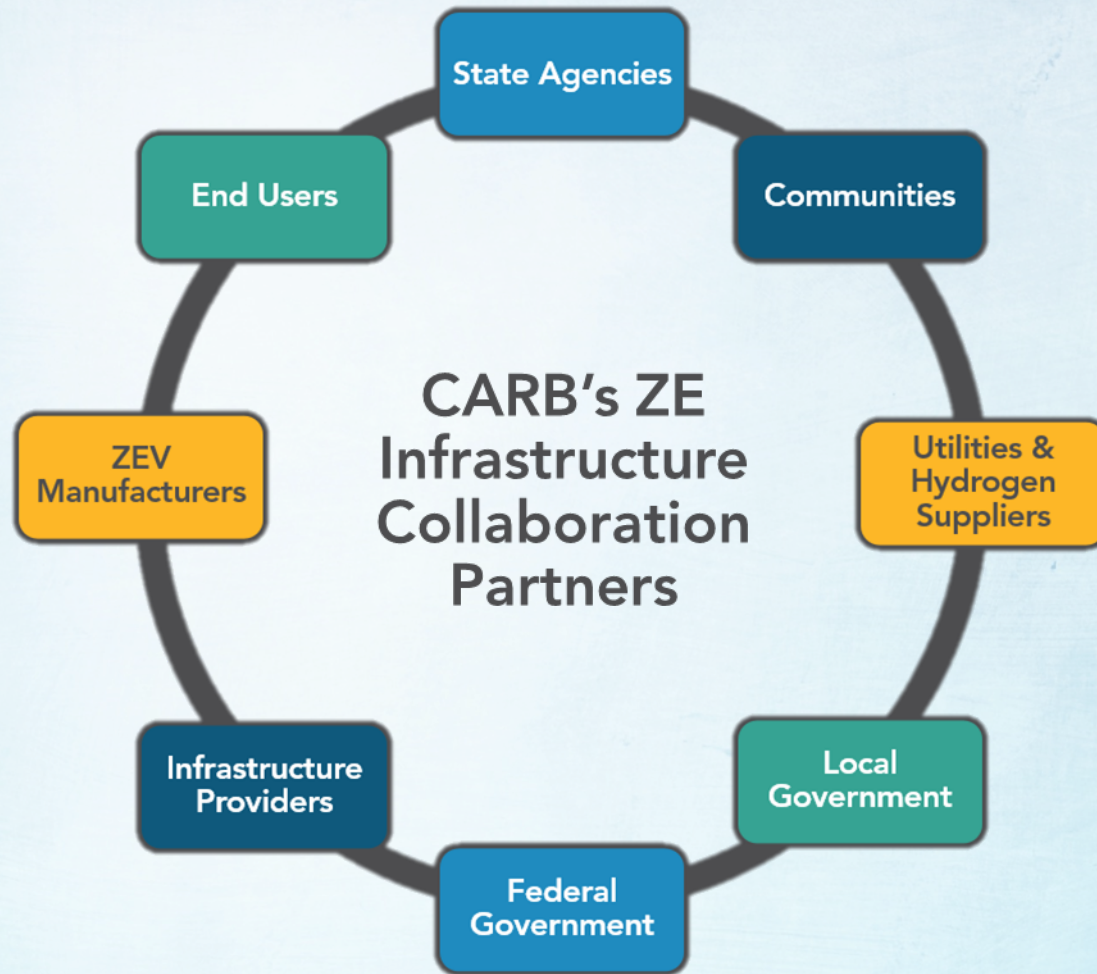 State Agencies
End Users
Communities
CARB’s ZE
Infrastructure
Collaboration
Partners
ZEV
Manufacturers
Utilities &
Hydrogen
Suppliers
Infrastructure
Providers
Local
Government
Federal
Government